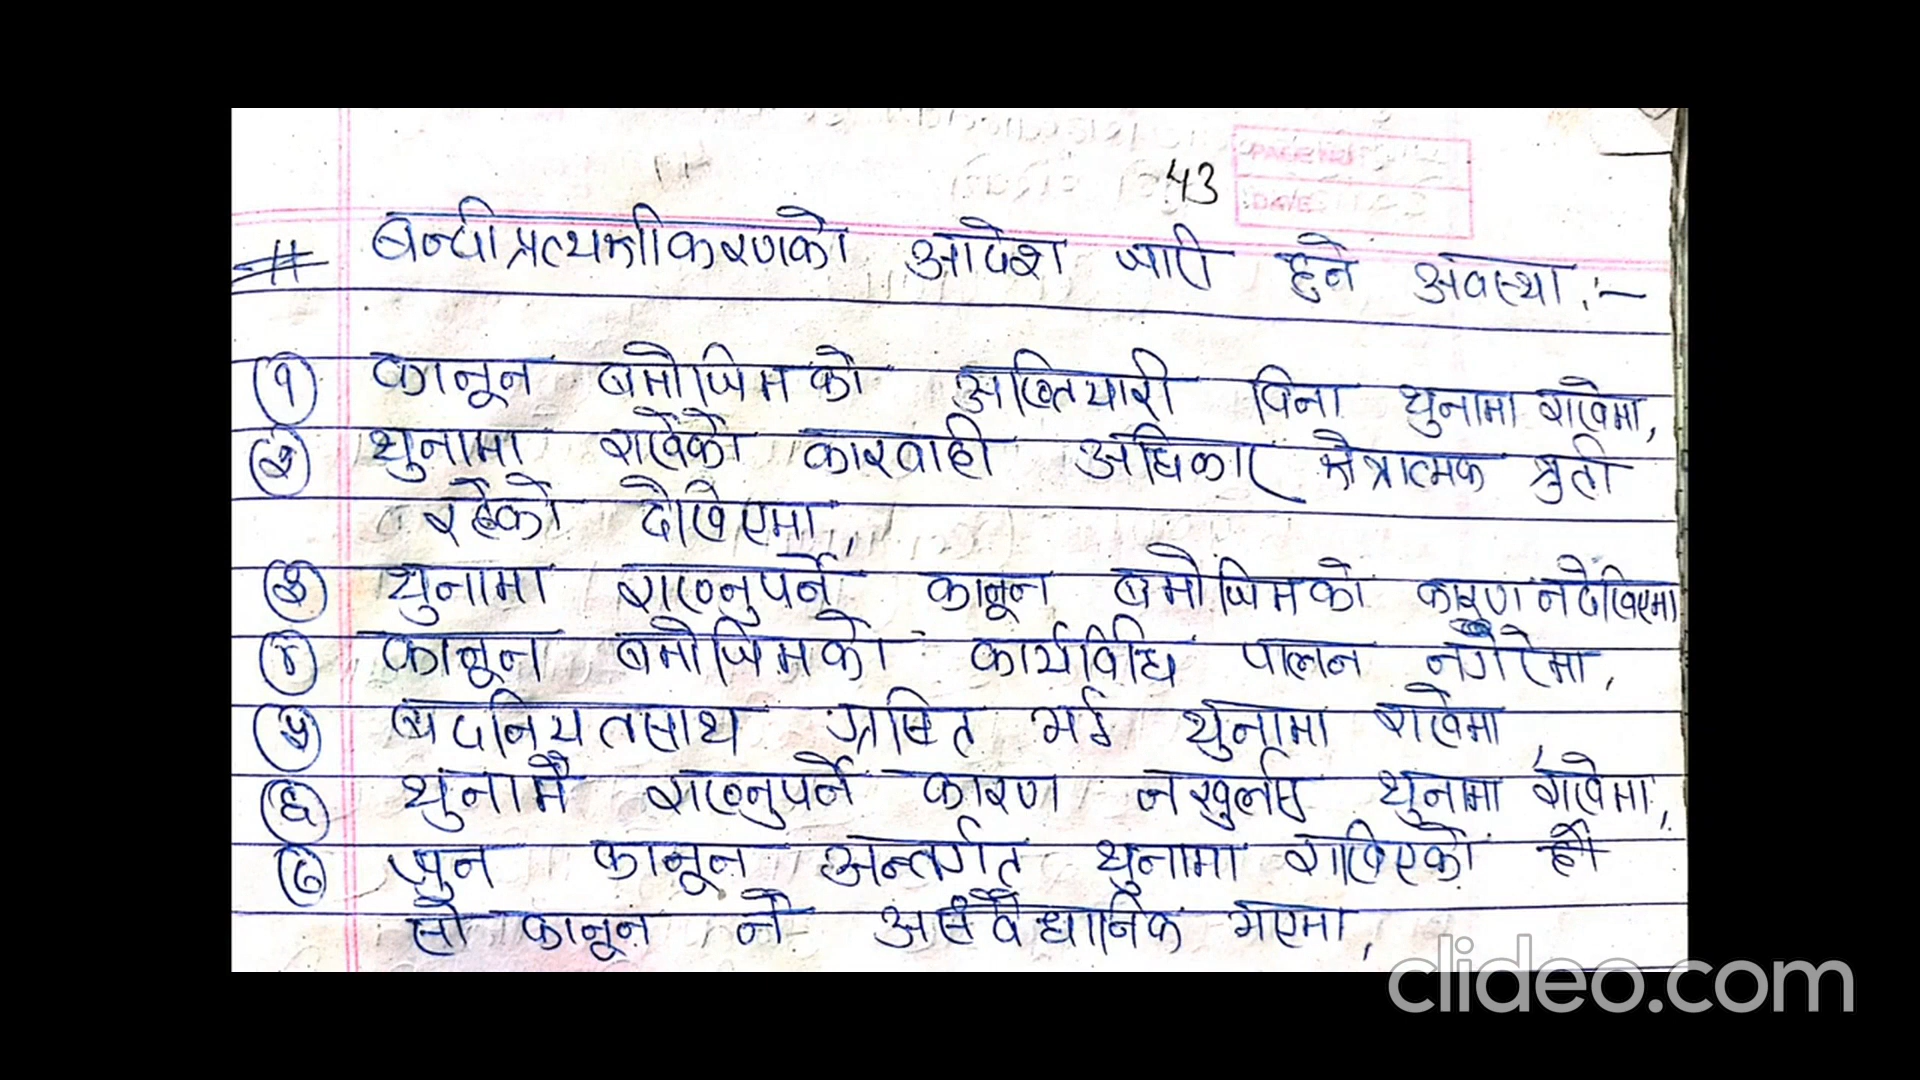 43
# बन्दीप्रत्यक्षीकरणको आदेश जारी हुने अवस्था :-
(१) कानून बमोजिमको अख्तियारी विना थुनामा राखेमा,
(२) थुनामा राखेको कारवाही अधिकार क्षेत्रात्मक त्रुटी
रहेको देखिएमा,
(३) थुनामा राख्नुपर्ने कानून बमोजिमको कारण नदेखिएमा
(४) कानून बमोजिमको कार्यविधि पालन नगरेमा,
(५) बदनियतसाथ ग्रसित भई थुनामा राखेमा,
(६) थुनामै राख्नुपर्ने कारण नखुलाई थुनामा राखेमा,
(७) जुन कानून अन्तर्गत थुनामा राखिएको हो
सो कानून नै असंवैधानिक भएमा,
clideo.com